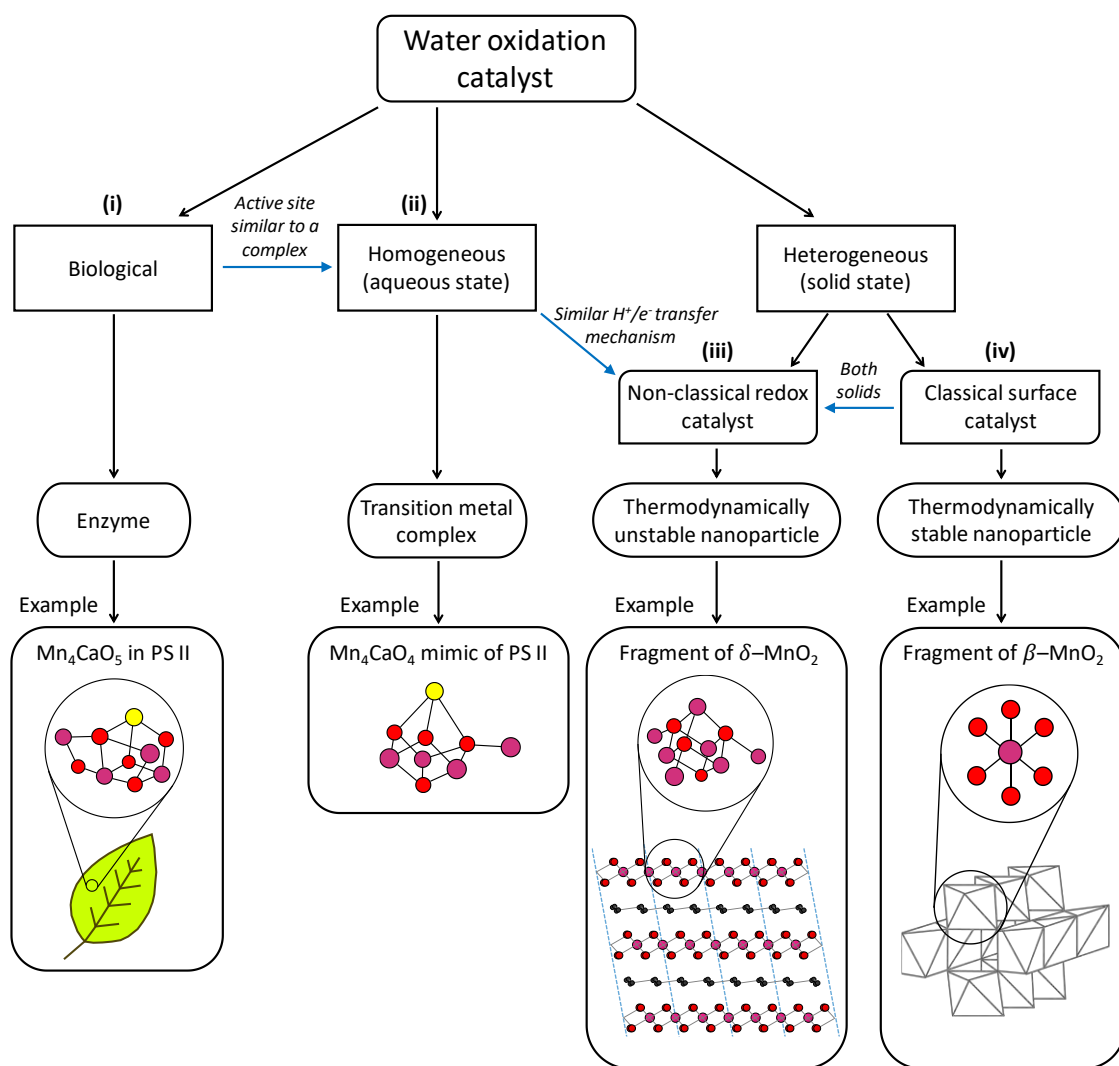 Water oxidation
catalyst
(i)
Active site
similar to a
complex
(ii)
Biological
Homogeneous
(aqueous state)
Heterogeneous
(solid state)
Similar H⁺/e⁻ transfer
mechanism
(iii)
Both
solids
(iv)
Non-classical redox
catalyst
Classical surface
catalyst
Enzyme
Transition metal
complex
Thermodynamically
unstable nanoparticle
Thermodynamically
stable nanoparticle
Example
Example
Example
Example
Mn₄CaO₅ in PS II
Mn₄CaO₄ mimic of PS II
Fragment of δ–MnO₂
Fragment of β–MnO₂